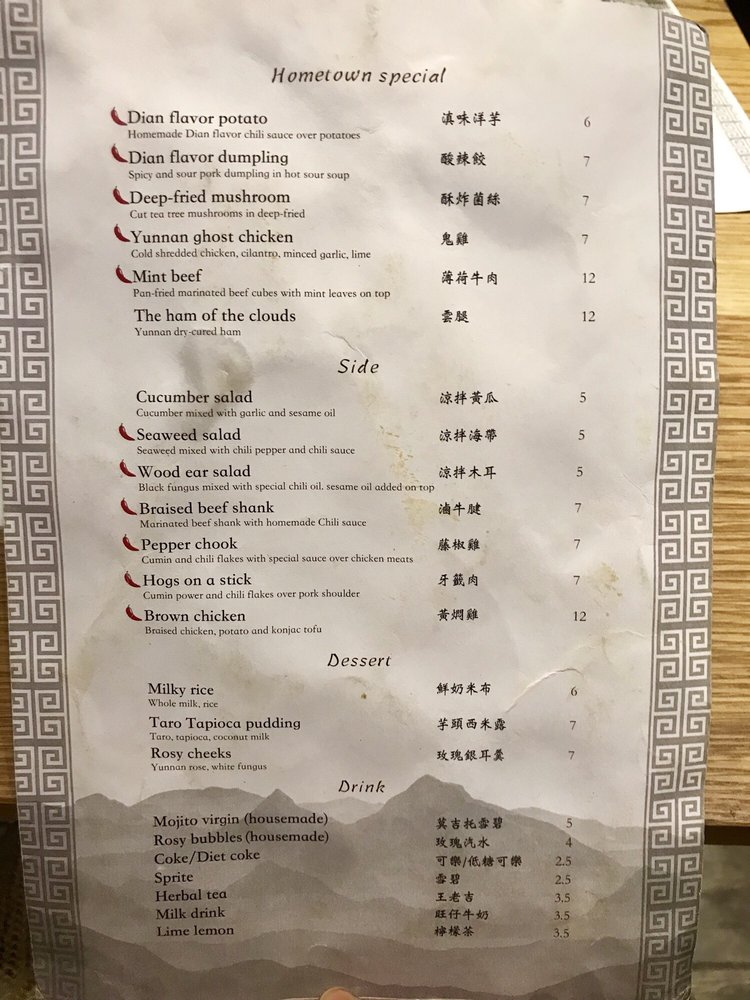 Hometown special
Dian flavor potato 滇味洋芋 6
Homemade Dian flavor chili sauce over potatoes
Dian flavor dumpling 酸辣餃 7
Spicy and sour pork dumpling in hot sour soup
Deep-fried mushroom 酥炸菌絲 7
Cut tea tree mushrooms in deep-fried
Yunnan ghost chicken 鬼雞 7
Cold shredded chicken, cilantro, minced garlic, lime
Mint beef 薄荷牛肉 12
Pan-fried marinated beef cubes with mint leaves on top
The ham of the clouds 雲腿 12
Yunnan dry-cured ham
Side
Cucumber salad 涼拌黃瓜 5
Cucumber mixed with garlic and sesame oil
Seaweed salad 涼拌海帶 5
Seaweed mixed with chili pepper and chili sauce
Wood ear salad 涼拌木耳 5
Black fungus mixed with special chili oil. sesame oil added on top
Braised beef shank 滷牛腱 7
Marinated beef shank with homemade Chili sauce
Pepper chook 藤椒雞 7
Cumin and chili flakes with special sauce over chicken meats
Hogs on a stick 牙籤肉 7
Cumin power and chili flakes over pork shoulder
Brown chicken 黃燜雞 12
Braised chicken, potato and konjac tofu
Dessert
Milky rice 鮮奶米布 6
Whole milk, rice
Taro Tapioca pudding 芋頭西米露 7
Taro, tapioca, coconut milk
Rosy cheeks 玫瑰銀耳羹 7
Yunnan rose, white fungus
Drink
Mojito virgin (housemade) 莫吉托雪碧 5
Rosy bubbles (housemade) 玫瑰汽水 4
Coke/Diet coke 可樂/低糖可樂 2.5
Sprite 雪碧 2.5
Herbal tea 王老吉 3.5
Milk drink 旺仔牛奶 3.5
Lime lemon 檸檬茶 3.5